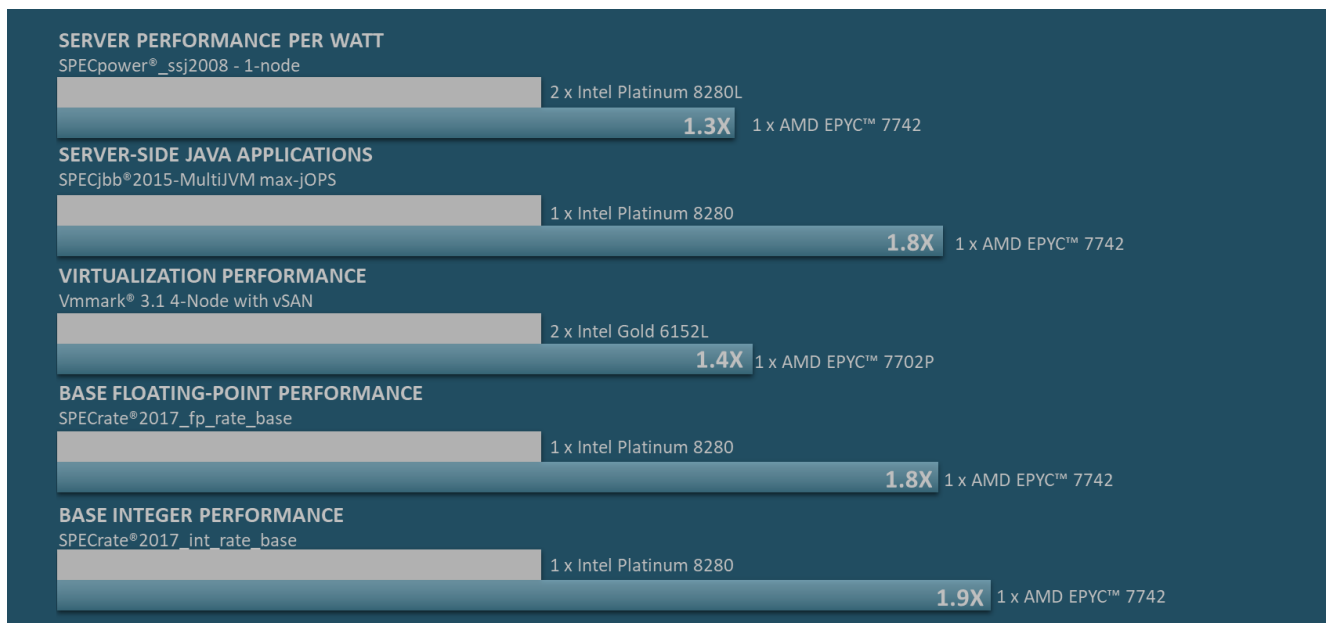 SERVER PERFORMANCE PER WATT
SPECpower®_ssj2008 - 1-node
2 x Intel Platinum 8280L
1.3X 1 x AMD EPYC™ 7742
SERVER-SIDE JAVA APPLICATIONS
SPECjbb®2015-MultiJVM max-jOPS
1 x Intel Platinum 8280
1.8X 1 x AMD EPYC™ 7742
VIRTUALIZATION PERFORMANCE
Vmmark® 3.1 4-Node with vSAN
2 x Intel Gold 6152L
1.4X 1 x AMD EPYC™ 7702P
BASE FLOATING-POINT PERFORMANCE
SPECrate®2017_fp_rate_base
1 x Intel Platinum 8280
1.8X 1 x AMD EPYC™ 7742
BASE INTEGER PERFORMANCE
SPECrate®2017_int_rate_base
1 x Intel Platinum 8280
1.9X 1 x AMD EPYC™ 7742